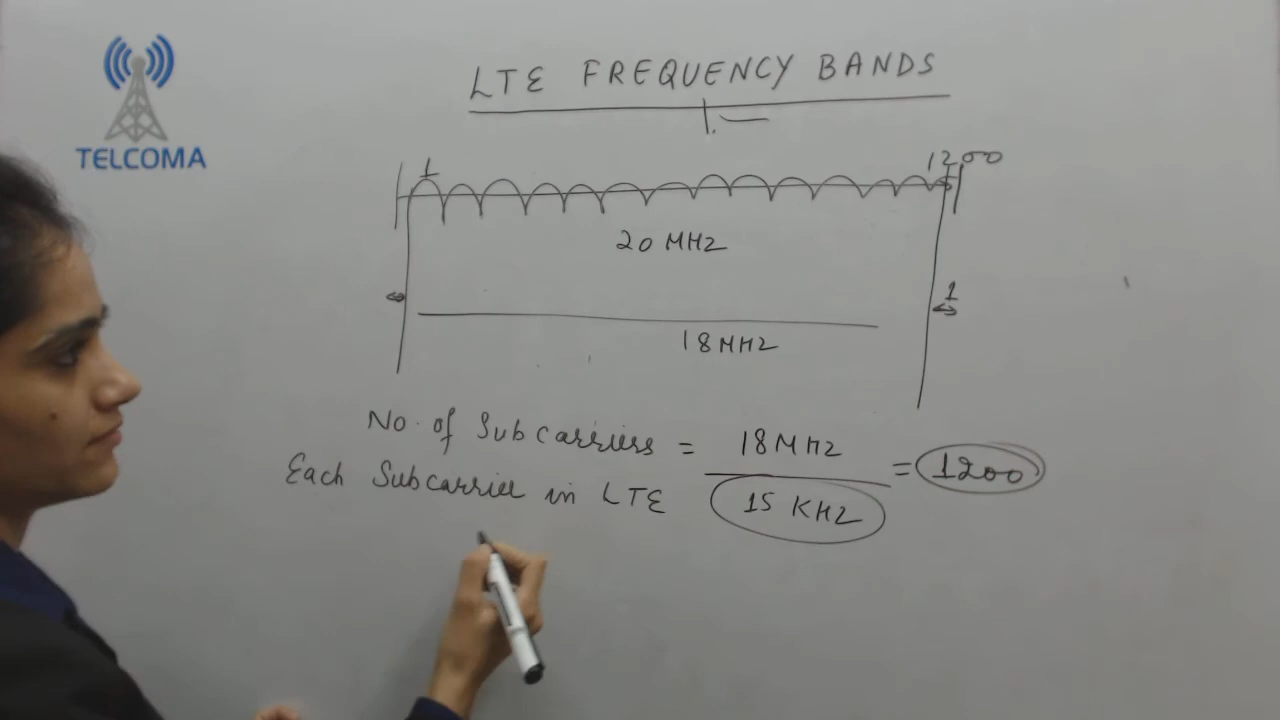 LTE FREQUENCY BANDS
TELCOMA
1 1200
20 MHz
1
18 MHz
No. of Subcarriers = 18 MHz = 1200
Each Subcarrier in LTE 15 KHz